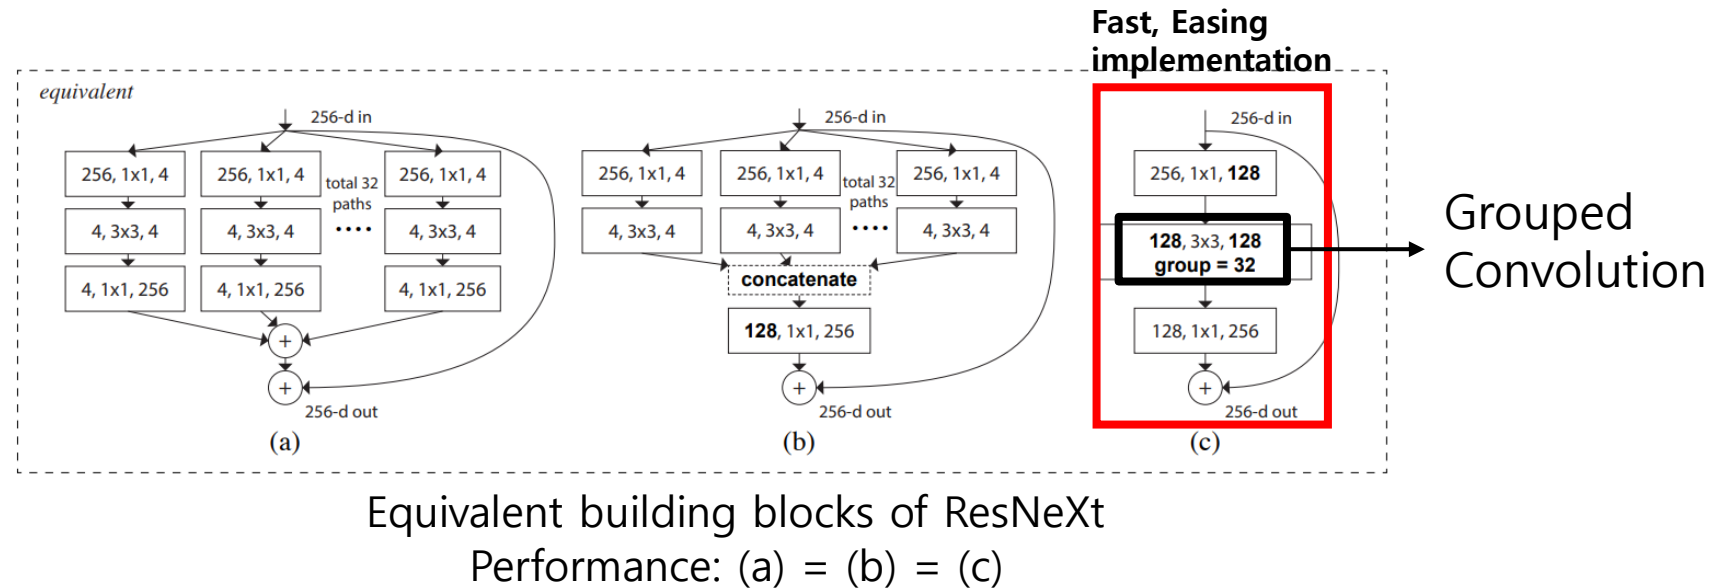 Fast, Easing
implementation
equivalent
256-d in
256, 1x1, 4
256, 1x1, 4
256, 1x1, 4
total 32
paths
....
4, 3x3, 4
4, 3x3, 4
4, 3x3, 4
4, 1x1, 256
4, 1x1, 256
4, 1x1, 256
+
+
256-d out
(a)
256-d in
256, 1x1, 4
256, 1x1, 4
256, 1x1, 4
total 32
paths
....
4, 3x3, 4
4, 3x3, 4
4, 3x3, 4
concatenate
128, 1x1, 256
+
256-d out
(b)
256-d in
256, 1x1, 128
128, 3x3, 128
group = 32
128, 1x1, 256
+
256-d out
(c)
Grouped
Convolution
Equivalent building blocks of ResNeXt
Performance: (a) = (b) = (c)